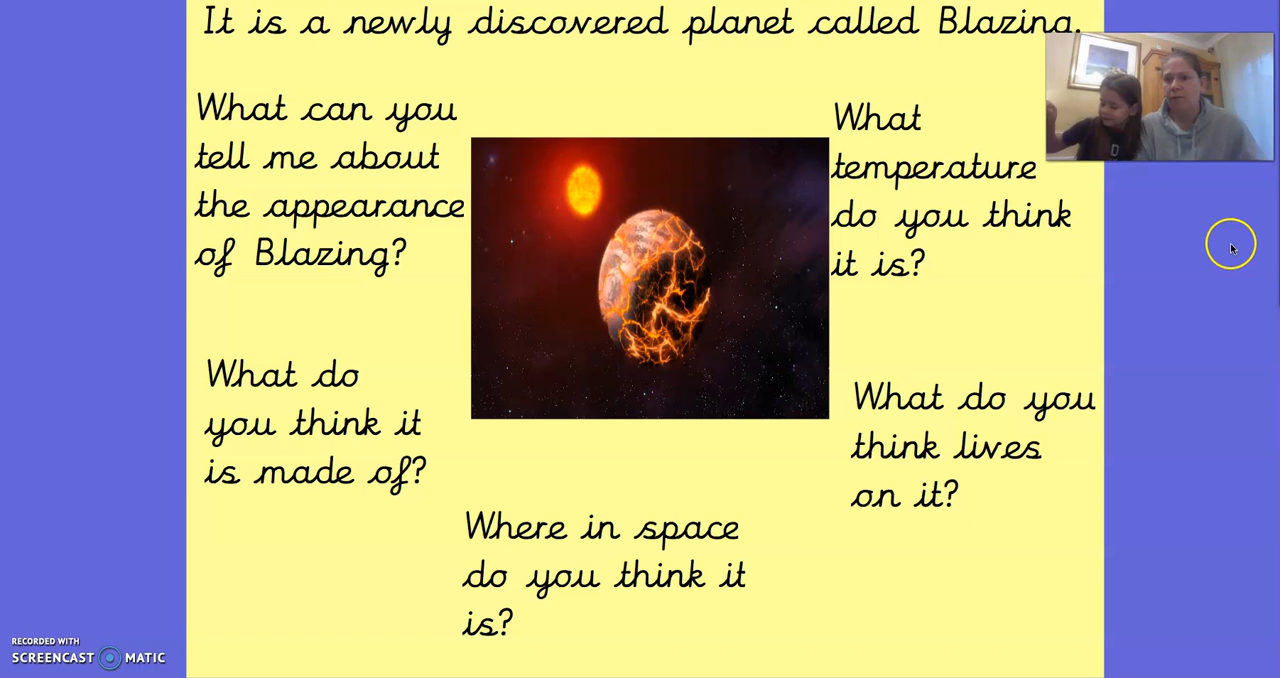 It is a newly discovered planet called Blazing.
What can you
tell me about
the appearance
of Blazing?
What
temperature
do you think
it is?
What do
you think it
is made of?
What do you
think lives
on it?
Where in space
do you think it
is?
RECORDED WITH
SCREENCAST MATIC